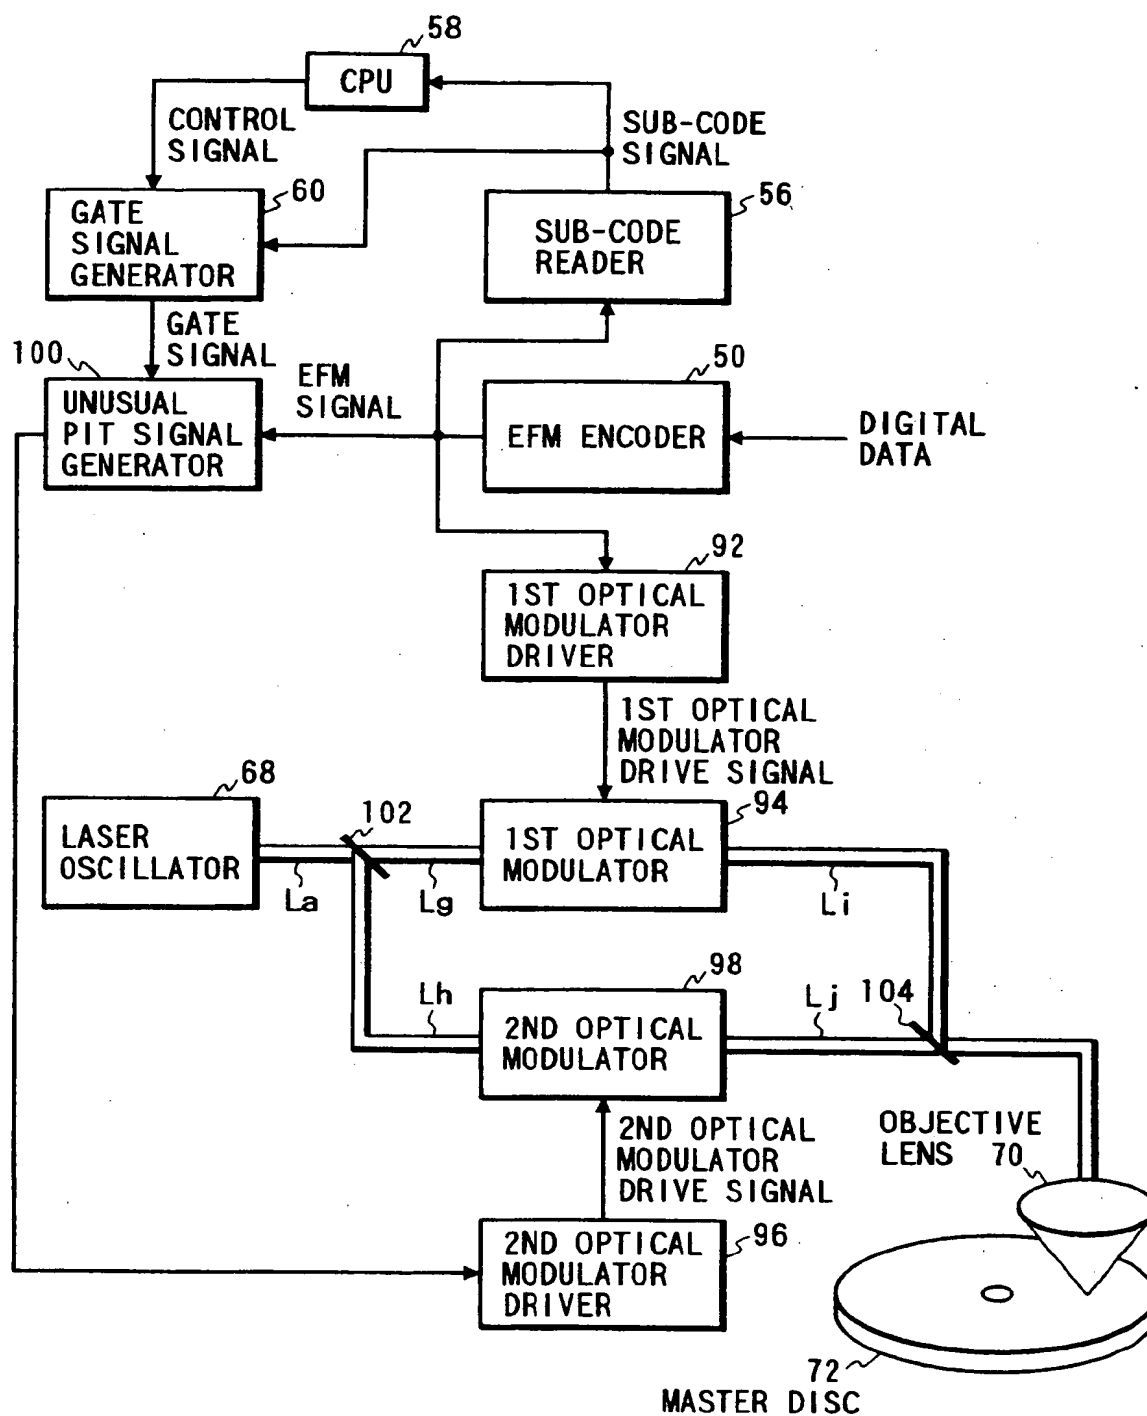 58
CPU
CONTROL
SIGNAL
SUB-CODE
SIGNAL
60
GATE
SIGNAL
GENERATOR
56
SUB-CODE
READER
GATE
SIGNAL
100
UNUSUAL
PIT SIGNAL
GENERATOR
EFM
SIGNAL
50
EFM ENCODER
DIGITAL
DATA
92
1ST OPTICAL
MODULATOR
DRIVER
1ST OPTICAL
MODULATOR
DRIVE SIGNAL
68
LASER
OSCILLATOR
102
94
1ST OPTICAL
MODULATOR
La
Lg
Li
98
Lh
2ND OPTICAL
MODULATOR
Lj
104
2ND OPTICAL
MODULATOR
DRIVE SIGNAL
OBJECTIVE
LENS 70
96
2ND OPTICAL
MODULATOR
DRIVER
72
MASTER DISC